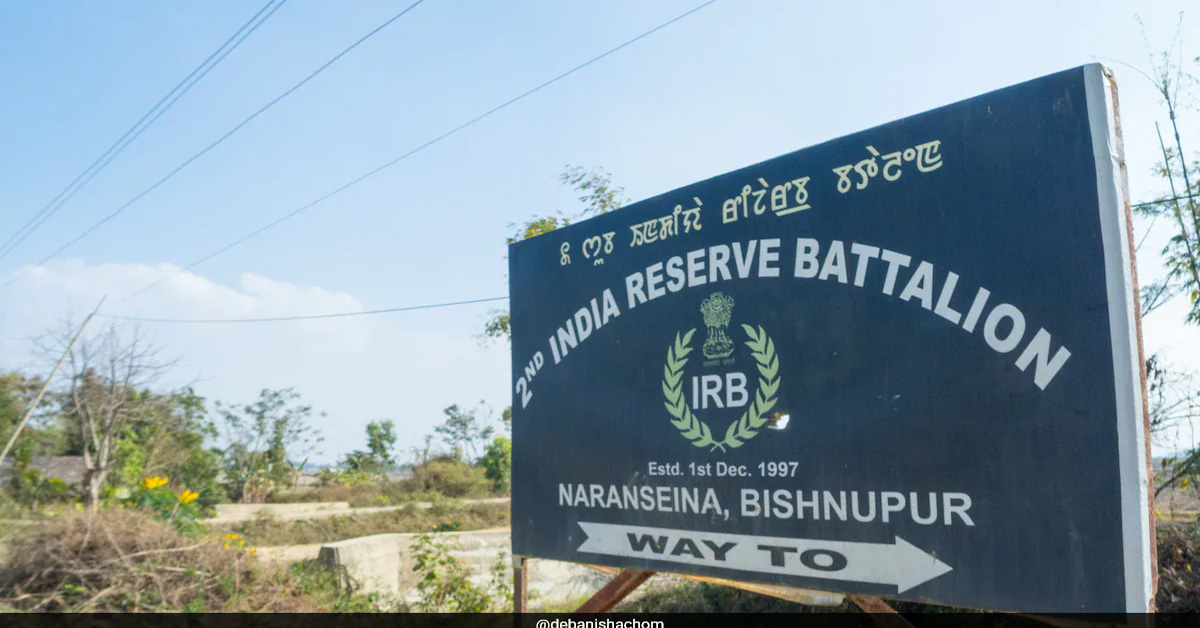 2ND INDIA RESERVE BATTALION
IRB
Estd. 1st Dec. 1997
NARANSEINA, BISHNUPUR
WAY TO
@debanishachom